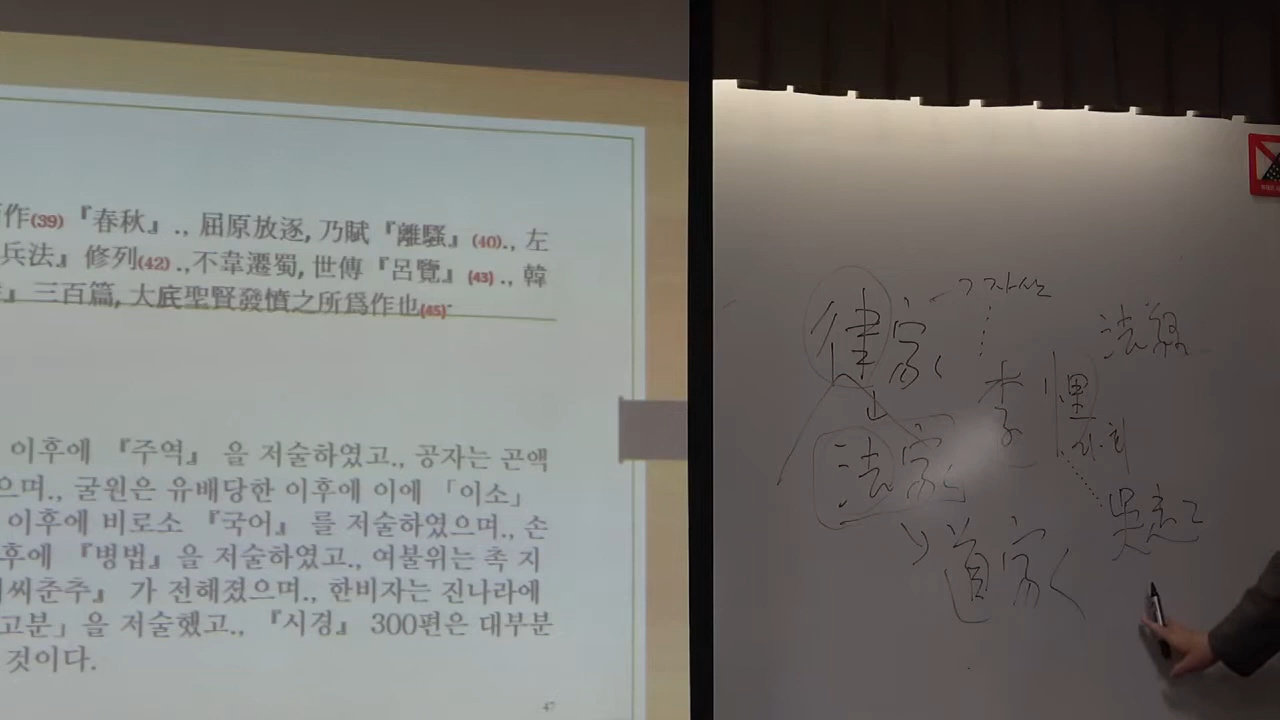 作(39)『春秋』., 屈原放逐, 乃賦『離騷』(40)., 左
兵法』修列(42)., 不韋遷蜀, 世傳『呂覽』(43)., 韓
』三百篇, 大底聖賢發憤之所爲作也(45)
이후에 『주역』 을 저술하였고., 공자는 곤액
으며., 굴원은 유배당한 이후에 이에 「이소」
이후에 비로소 『국어』 를 저술하였으며., 손
후에 『병법』을 저술하였고., 여불위는 촉 지
씨춘추』 가 전해졌으며., 한비자는 진나라에
고분」을 저술했고., 『시경』 300편은 대부분
것이다.
47
律家
자산
法經
李悝
法家
道家
吳起